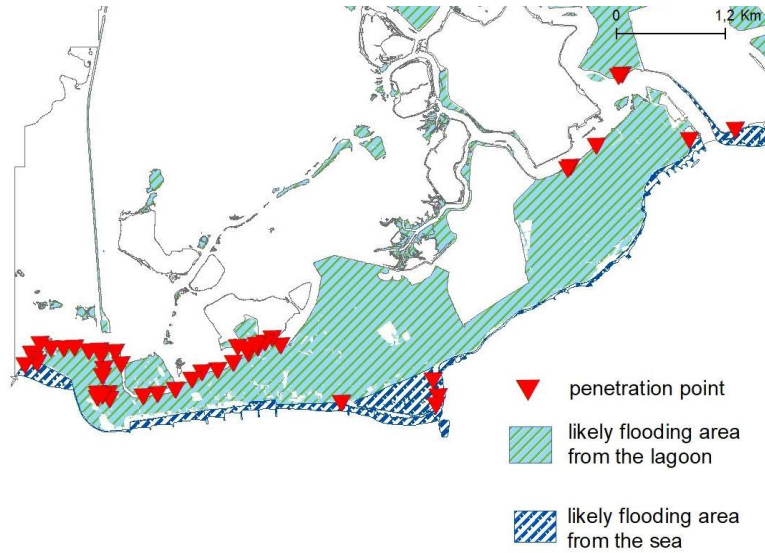 0 1,2 Km
penetration point
likely flooding area
from the lagoon
likely flooding area
from the sea